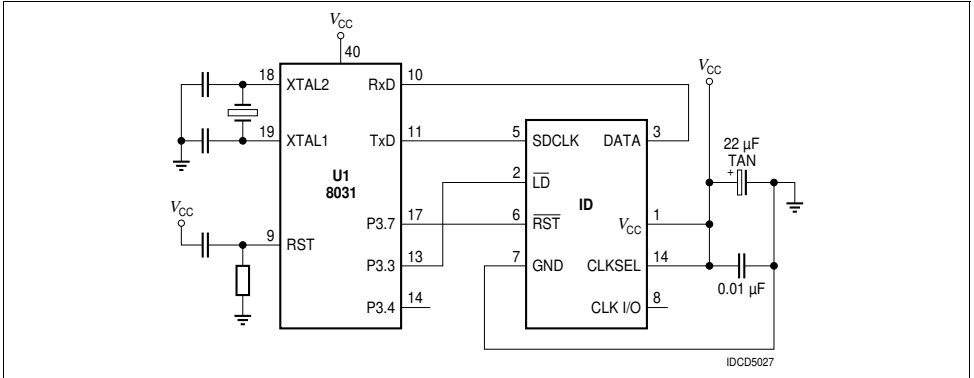 VCC
40
18 XTAL2 RxD 10
19 XTAL1 TxD 11
U1
8031
VCC
9 RST
P3.7 17
P3.3 13
P3.4 14
5 SDCLK DATA 3
2 LD
ID
6 RST VCC 1
7 GND CLKSEL 14
CLK I/O 8
VCC
22 µF
TAN
+
0.01 µF
IDCD5027